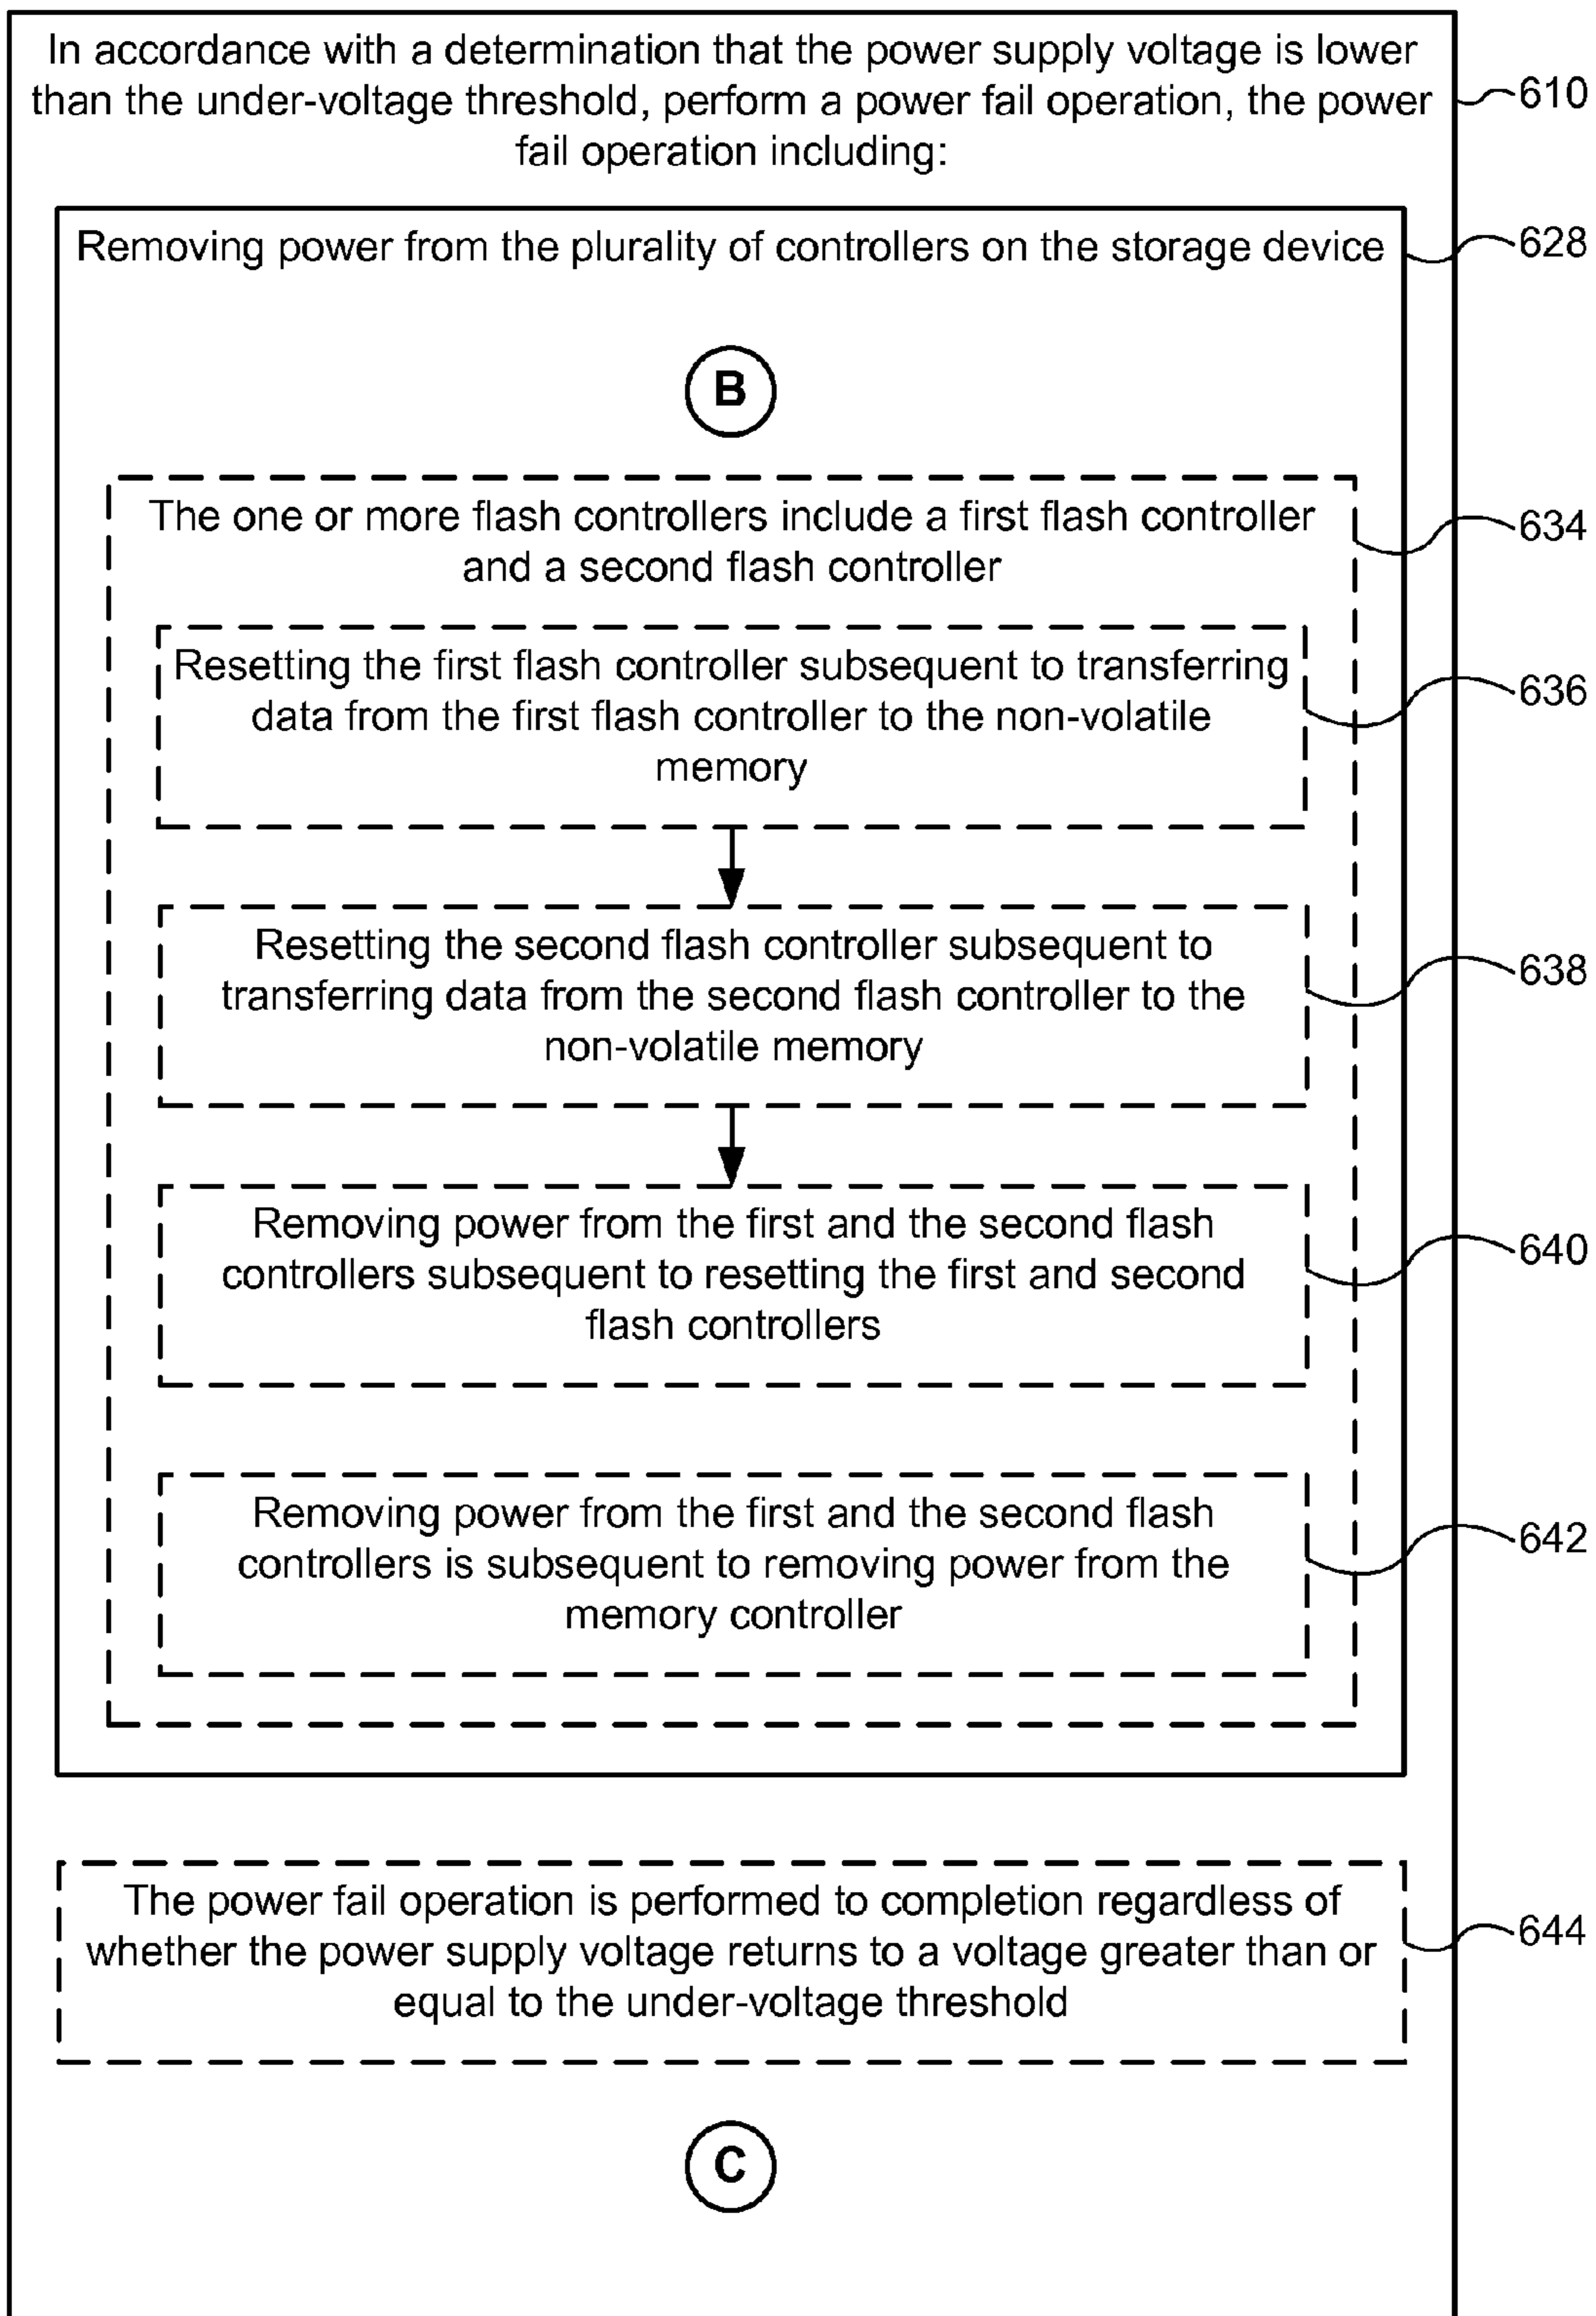 In accordance with a determination that the power supply voltage is lower
than the under-voltage threshold, perform a power fail operation, the power
fail operation including:
610
Removing power from the plurality of controllers on the storage device
628
B
The one or more flash controllers include a first flash controller
and a second flash controller
634
Resetting the first flash controller subsequent to transferring
data from the first flash controller to the non-volatile
memory
636
Resetting the second flash controller subsequent to
transferring data from the second flash controller to the
non-volatile memory
638
Removing power from the first and the second flash
controllers subsequent to resetting the first and second
flash controllers
640
Removing power from the first and the second flash
controllers is subsequent to removing power from the
memory controller
642
The power fail operation is performed to completion regardless of
whether the power supply voltage returns to a voltage greater than or
equal to the under-voltage threshold
644
C